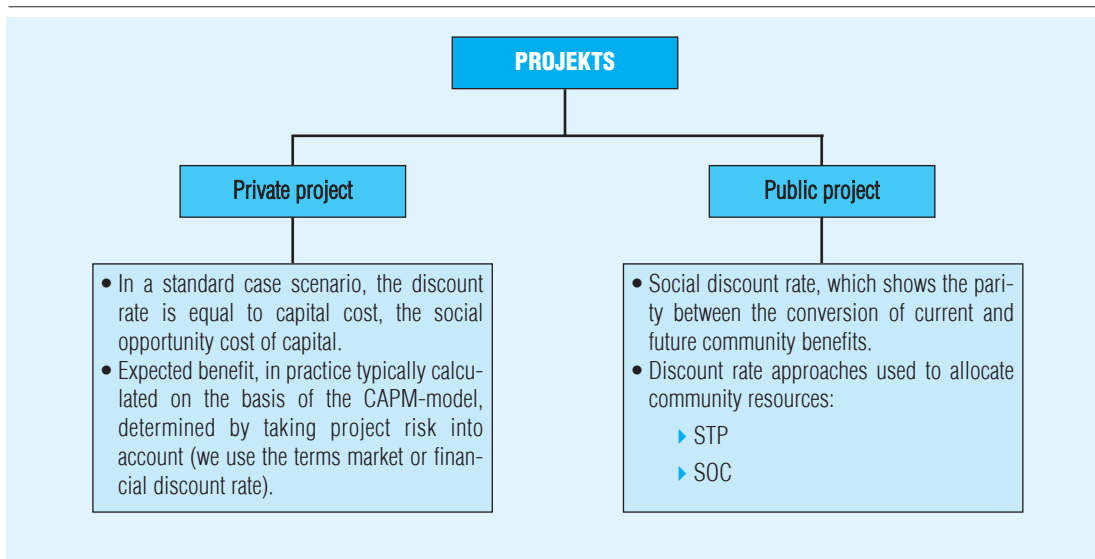 PROJEKTS
Private project
Public project
• In a standard case scenario, the discount
rate is equal to capital cost, the social
opportunity cost of capital.
• Expected benefit, in practice typically calcu-
lated on the basis of the CAPM-model,
determined by taking project risk into
account (we use the terms market or finan-
cial discount rate).
• Social discount rate, which shows the pari-
ty between the conversion of current and
future community benefits.
• Discount rate approaches used to allocate
community resources:
STP
SOC